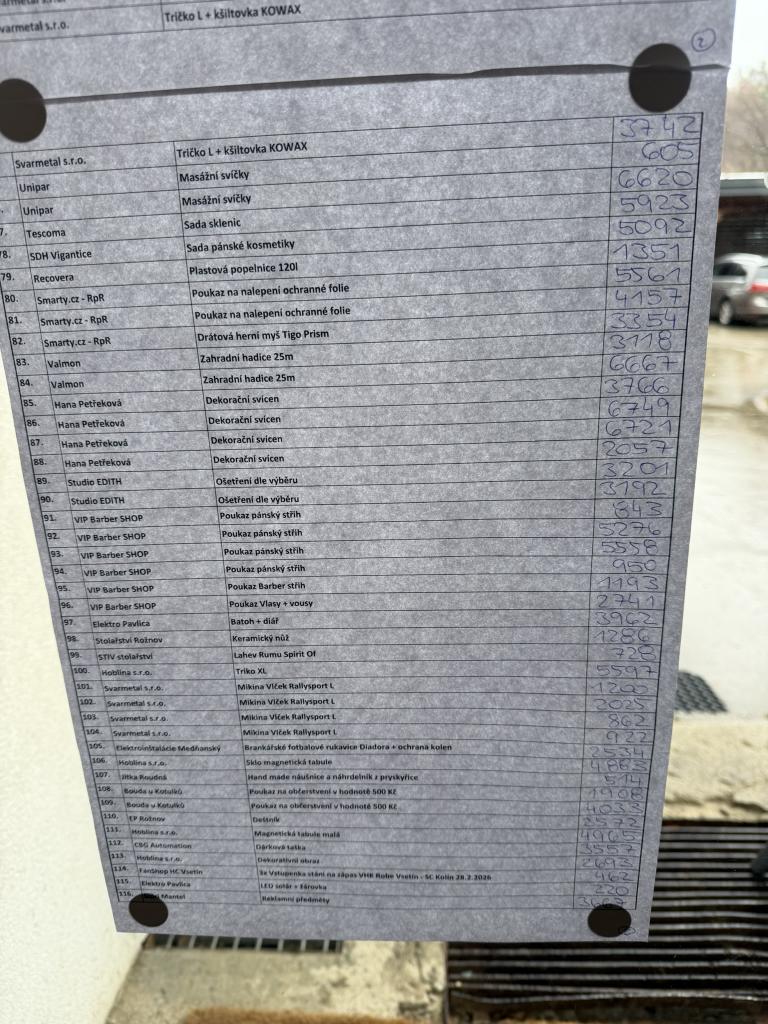 Svarmetal s.r.o. Tričko L + kšiltovka KOWAX
2
Svarmetal s.r.o. Tričko L + kšiltovka KOWAX 3742
Unipar Masážní svíčky 605
Unipar Masážní svíčky 6620
7. Tescoma Sada sklenic 5923
78. SDH Vigantice Sada pánské kosmetiky 5092
79. Recovera Plastová popelnice 120l 1351
80. Smarty.cz - RpR Poukaz na nalepení ochranné folie 5561
81. Smarty.cz - RpR Poukaz na nalepení ochranné folie 4157
82. Smarty.cz - RpR Drátová herní myš Tigo Prism 3354
83. Valmon Zahradní hadice 25m 3118
84. Valmon Zahradní hadice 25m 6667
85. Hana Petřeková Dekorační svícen 3766
86. Hana Petřeková Dekorační svícen 6749
87. Hana Petřeková Dekorační svícen 6721
88. Hana Petřeková Dekorační svícen 2057
89. Studio EDITH Ošetření dle výběru 3201
90. Studio EDITH Ošetření dle výběru 3192
91. VIP Barber SHOP Poukaz pánský střih 843
92. VIP Barber SHOP Poukaz pánský střih 5276
93. VIP Barber SHOP Poukaz pánský střih 5558
94. VIP Barber SHOP Poukaz pánský střih 950
95. VIP Barber SHOP Poukaz Barber střih 1193
96. VIP Barber SHOP Poukaz Vlasy + vousy 2741
97. Elektro Pavlica Batoh + diář 3962
98. Stolařství Rožnov Keramický nůž 1286
99. STIV stolařství Lahev Rumu Spirit Of 728
100. Hoblina s.r.o. Triko XL 5597
101. Svarmetal s.r.o. Mikina Vlček Rallysport L 1200
102. Svarmetal s.r.o. Mikina Vlček Rallysport L 2025
103. Svarmetal s.r.o. Mikina Vlček Rallysport L 862
104. Svarmetal s.r.o. Mikina Vlček Rallysport L 922
105. Elektroinstalácie Medňanský Brankářské fotbalové rukavice Diadora + ochrana kolen 2534
106. Hoblina s.r.o. Sklo magnetická tabule 4863
107. Jitka Roudná Hand made náušnice a náhrdelník z pryskyřice 514
108. Bouda u Kotulků Poukaz na občerstvení v hodnotě 500 Kč 1908
109. Bouda u Kotulků Poukaz na občerstvení v hodnotě 500 Kč 4033
110. EP Rožnov Deštník 2572
111. Hoblina s.r.o. Magnetická tabule malá 4965
112. CBG Automation Dárková taška 3557
113. Hoblina s.r.o. Dekorativní obraz 2693
114. FanShop HC Vsetín 3x Vstupenka stání na zápas VHK Robe Vsetín - SC Kolín 28.2.2026 462
115. Elektro Pavlica LED solár + žárovka 220
116. Mantel Reklamní předměty